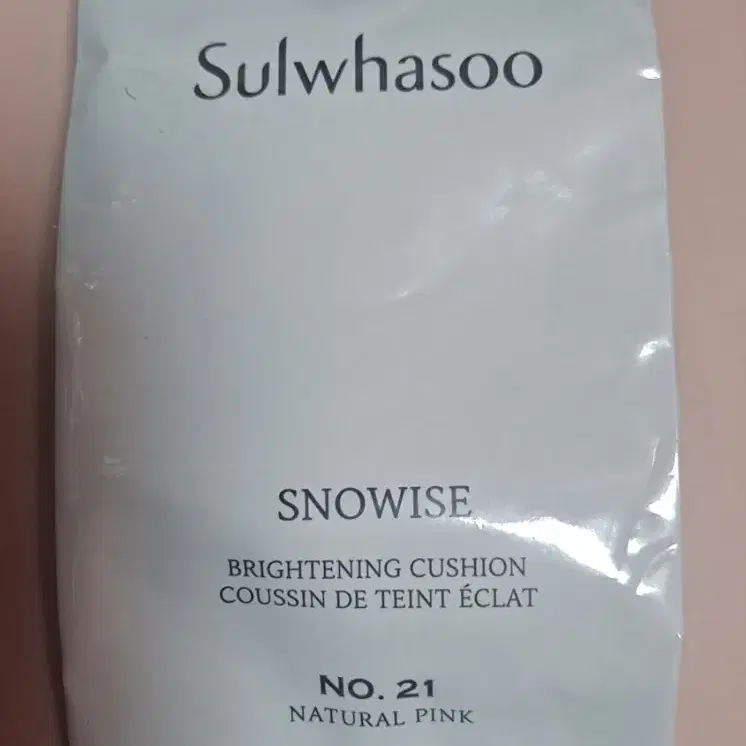 Sulwhasoo
SNOWISE
BRIGHTENING CUSHION
COUSSIN DE TEINT ÉCLAT
NO. 21
NATURAL PINK